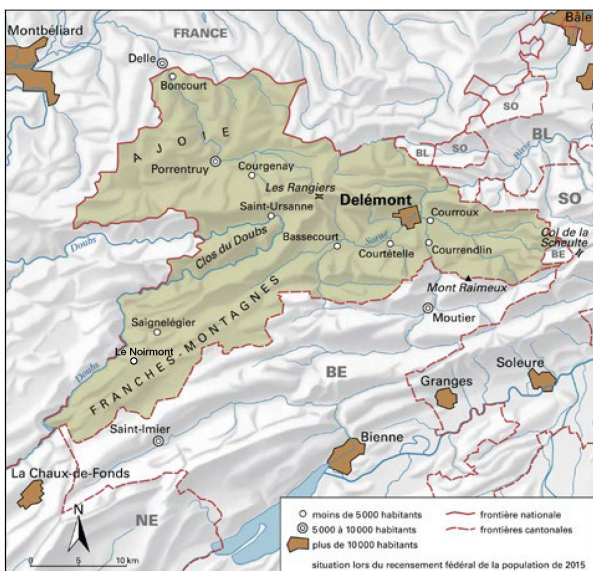 Montbéliard
FRANCE
Bâle
Delle
Boncourt
SO
AJOIE
BL
SO
BL
Birse
Porrentruy
Courgenay
Les Rangiers
SO
Delémont
Saint-Ursanne
Courroux
Col de la
Scheulte
Doubs
Clos du Doubs
Bassecourt
Sorne
Courtételle
Courrendlin
BE
Mont Raimeux
Saignelégier
Moutier
Le Noirmont
FRANCHES-MONTAGNES
Doubs
BE
Soleure
Granges
Saint-Imier
Bienne
La Chaux-de-Fonds
N
NE
0 5 10 km
moins de 5000 habitants
5000 à 10000 habitants
plus de 10000 habitants
frontière nationale
frontières cantonales
situation lors du recensement fédéral de la population de 2015